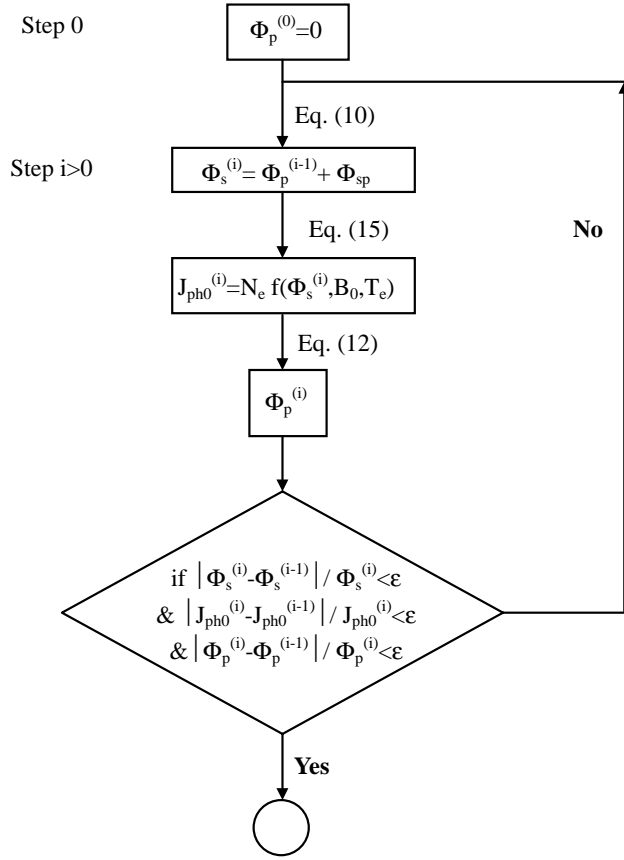 Step 0
Φp(0)=0
Eq. (10)
Step i>0
Φs(i)= Φp(i-1)+ Φsp
Eq. (15)
No
Jph0(i)=Ne f(Φs(i),B0,Te)
Eq. (12)
Φp(i)
if |Φs(i)-Φs(i-1)| / Φs(i)<ε
& |Jph0(i)-Jph0(i-1)| / Jph0(i)<ε
& |Φp(i)-Φp(i-1)| / Φp(i)<ε
Yes